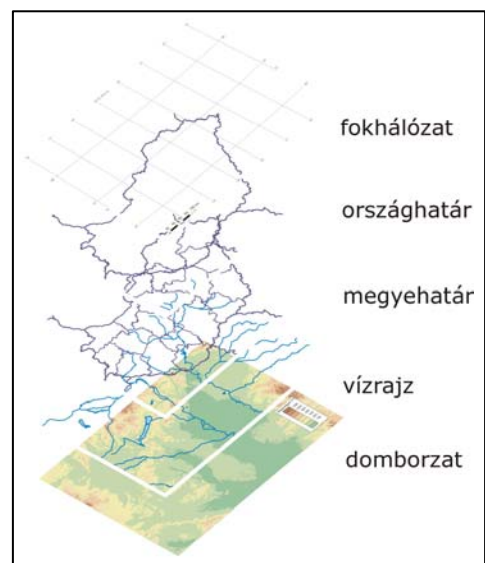 fokhálózat
országhatár
megyehatár
vízrajz
domborzat